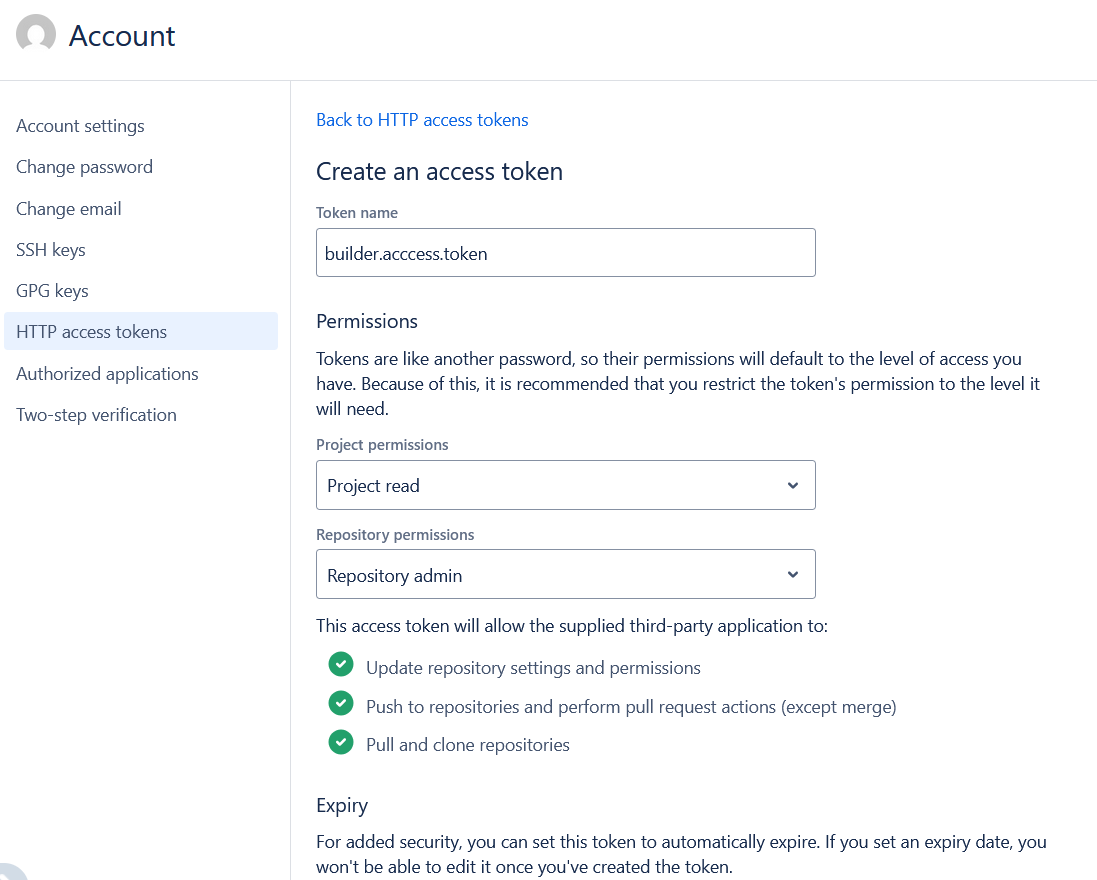 Account
Account settings
Change password
Change email
SSH keys
GPG keys
HTTP access tokens
Authorized applications
Two-step verification
Back to HTTP access tokens
Create an access token
Token name
builder.acccess.token
Permissions
Tokens are like another password, so their permissions will default to the level of access you
have. Because of this, it is recommended that you restrict the token's permission to the level it
will need.
Project permissions
Project read
Repository permissions
Repository admin
This access token will allow the supplied third-party application to:
Update repository settings and permissions
Push to repositories and perform pull request actions (except merge)
Pull and clone repositories
Expiry
For added security, you can set this token to automatically expire. If you set an expiry date, you
won't be able to edit it once you've created the token.